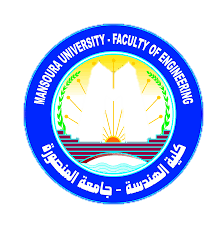 MANSOURA UNIVERSITY - FACULTY OF ENGINEERING
كلية الهندسة - جامعة المنصورة